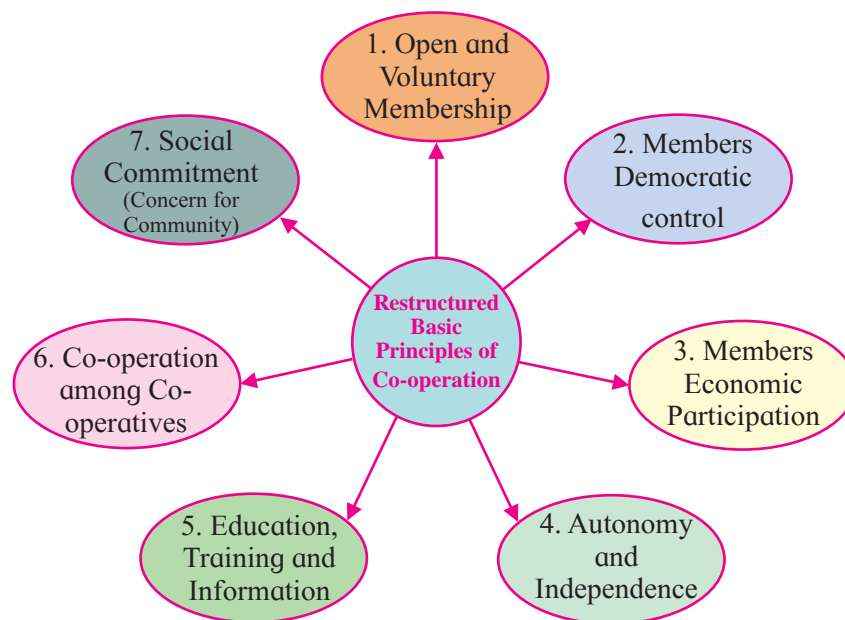 1. Open and
Voluntary
Membership
2. Members
Democratic
control
3. Members
Economic
Participation
4. Autonomy
and
Independence
5. Education,
Training and
Information
6. Co-operation
among Co-
operatives
7. Social
Commitment
(Concern for
Community)
Restructured
Basic
Principles of
Co-operation